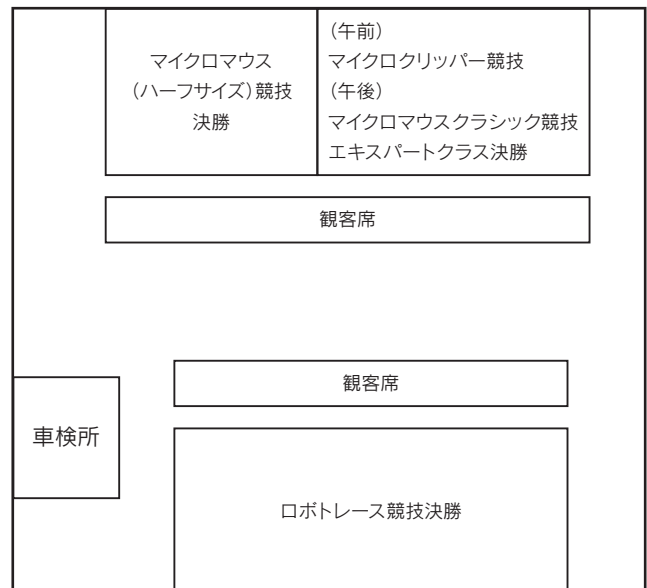 マイクロマウス
（ハーフサイズ）競技
決勝
（午前）
マイクロクリッパー競技
（午後）
マイクロマウスクラシック競技
エキスパートクラス決勝
観客席
観客席
車検所
ロボトレース競技決勝